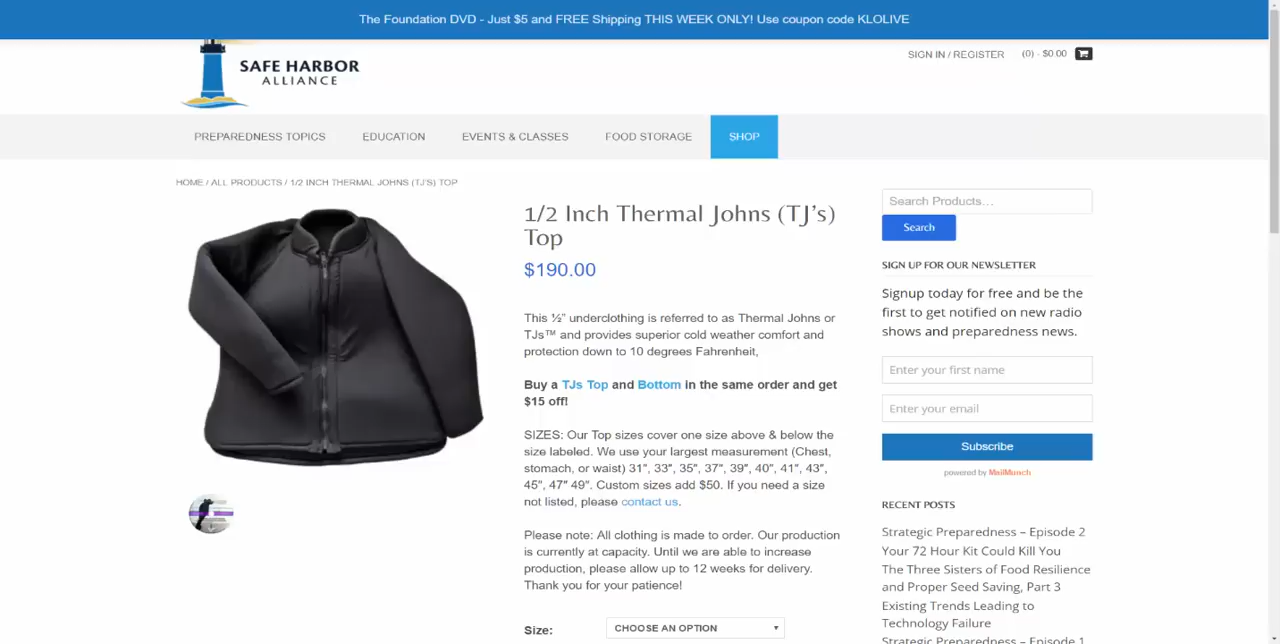 The Foundation DVD - Just $5 and FREE Shipping THIS WEEK ONLY! Use coupon code KLOLIVE
SAFE HARBOR
ALLIANCE
SIGN IN / REGISTER (0) - $0.00
PREPAREDNESS TOPICS EDUCATION EVENTS & CLASSES FOOD STORAGE SHOP
HOME / ALL PRODUCTS / 1/2 INCH THERMAL JOHNS (TJ'S) TOP
1/2 Inch Thermal Johns (TJ’s)
Top
$190.00
This ½” underclothing is referred to as Thermal Johns or
TJs™ and provides superior cold weather comfort and
protection down to 10 degrees Fahrenheit,
Buy a TJs Top and Bottom in the same order and get
$15 off!
SIZES: Our Top sizes cover one size above & below the
size labeled. We use your largest measurement (Chest,
stomach, or waist) 31″, 33″, 35″, 37″, 39″, 40″, 41″, 43″,
45″, 47″ 49″. Custom sizes add $50. If you need a size
not listed, please contact us.
Please note: All clothing is made to order. Our production
is currently at capacity. Until we are able to increase
production, please allow up to 12 weeks for delivery.
Thank you for your patience!
Size: CHOOSE AN OPTION
Search Products…
Search
SIGN UP FOR OUR NEWSLETTER
Signup today for free and be the
first to get notified on new radio
shows and preparedness news.
Enter your first name
Enter your email
Subscribe
powered by MailMunch
RECENT POSTS
Strategic Preparedness – Episode 2
Your 72 Hour Kit Could Kill You
The Three Sisters of Food Resilience
and Proper Seed Saving, Part 3
Existing Trends Leading to
Technology Failure
Strategic Preparedness – Episode 1